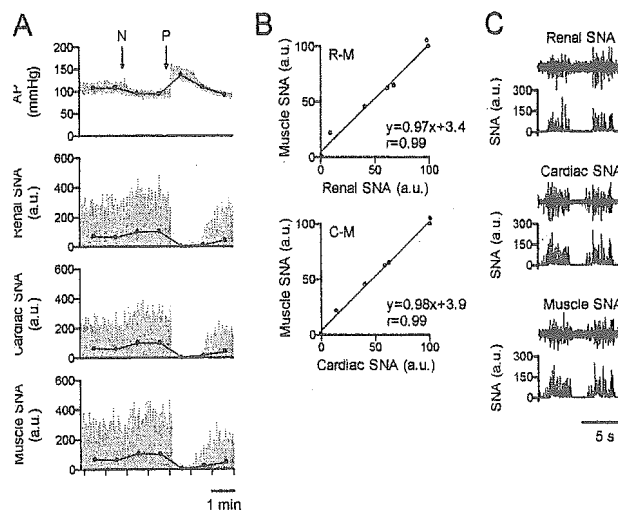 A
N P
200
150
100
50
0
AP
(mmHg)
600
400
200
0
Renal SNA
(a.u.)
600
400
200
0
Cardiac SNA
(a.u.)
600
400
200
0
Muscle SNA
(a.u.)
1 min
B
R-M
100
50
0
Muscle SNA (a.u.)
y=0.97x+3.4
r=0.99
0 50 100
Renal SNA (a.u.)
C-M
100
50
0
Muscle SNA (a.u.)
y=0.98x+3.9
r=0.99
0 50 100
Cardiac SNA (a.u.)
C
Renal SNA
300
150
0
SNA (a.u.)
Cardiac SNA
300
150
0
SNA (a.u.)
Muscle SNA
300
150
0
SNA (a.u.)
5 s